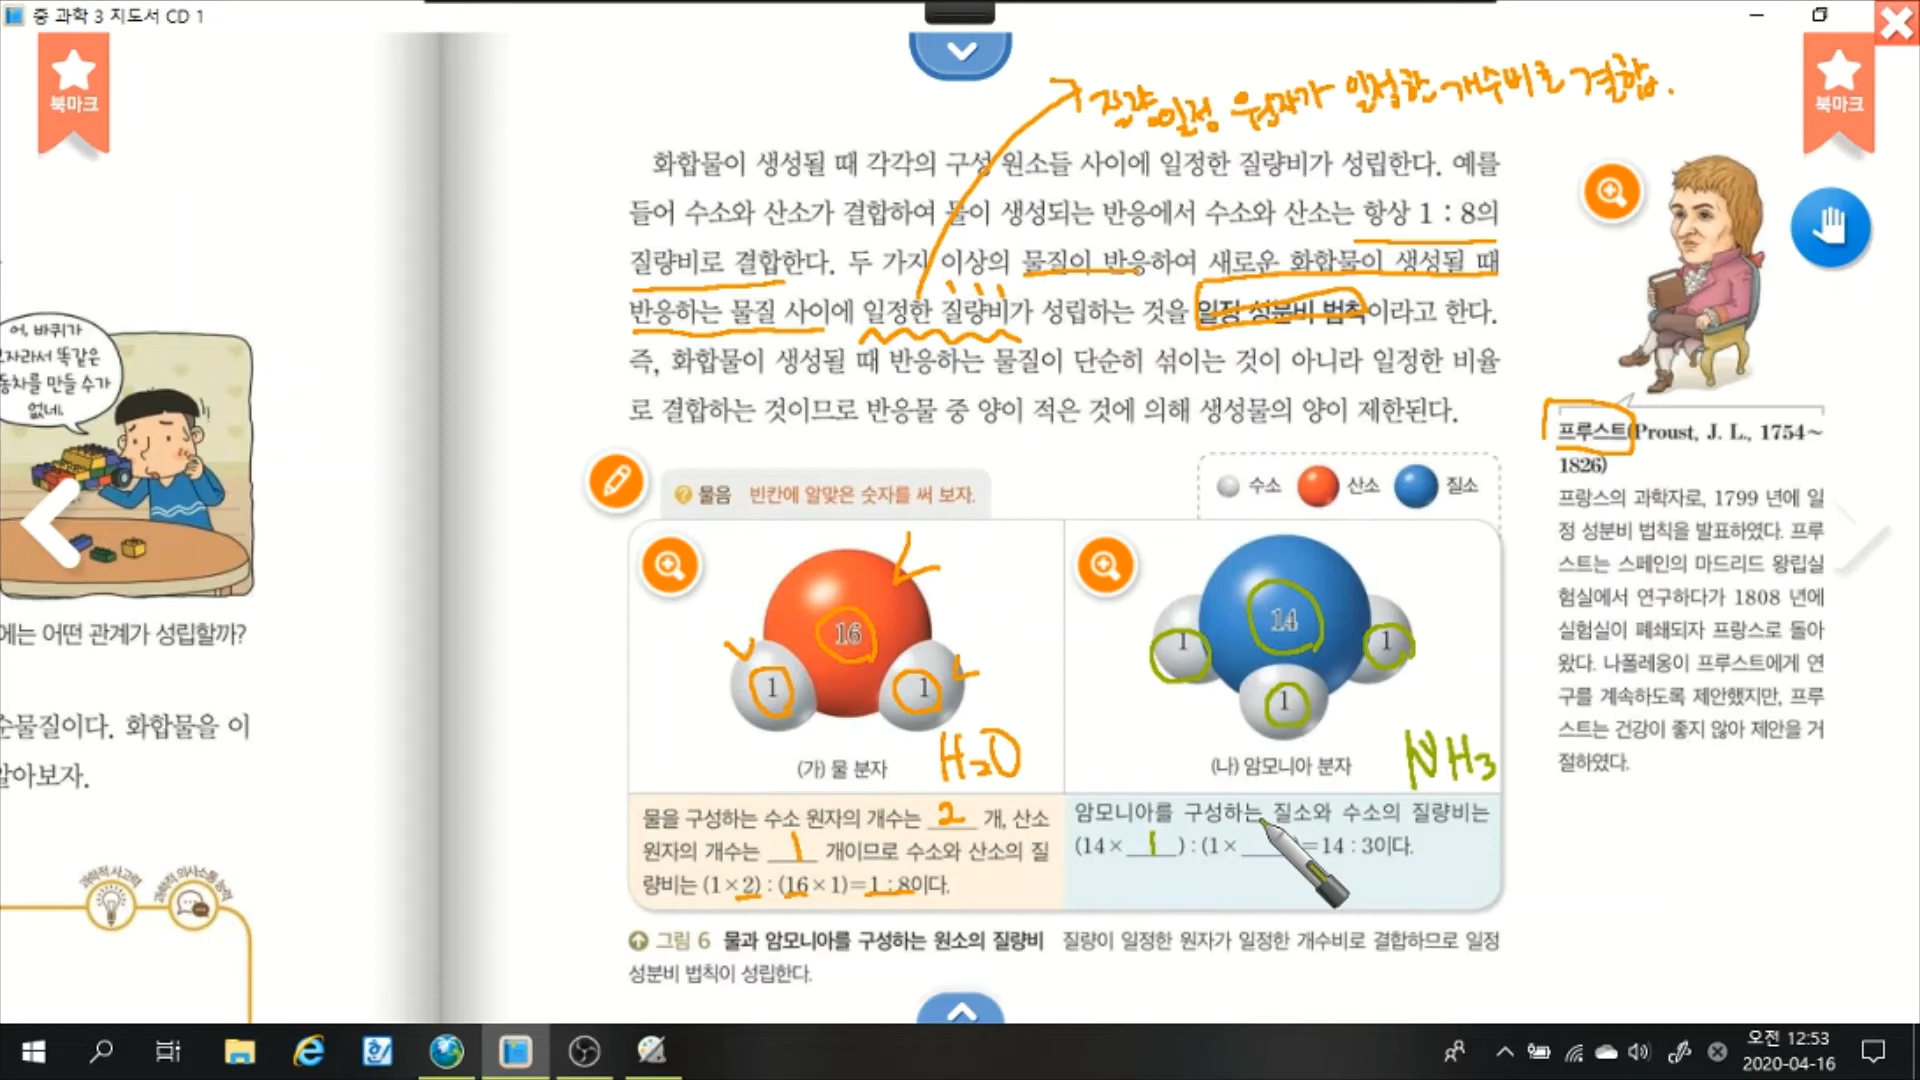 중 과학 3 지도서 CD 1
북마크
북마크
질량 일정 원자가 일정한 개수비로 결합.
화합물이 생성될 때 각각의 구성 원소들 사이에 일정한 질량비가 성립한다. 예를
들어 수소와 산소가 결합하여 물이 생성되는 반응에서 수소와 산소는 항상 1 : 8의
질량비로 결합한다. 두 가지 이상의 물질이 반응하여 새로운 화합물이 생성될 때
반응하는 물질 사이에 일정한 질량비가 성립하는 것을 일정 성분비 법칙이라고 한다.
즉, 화합물이 생성될 때 반응하는 물질이 단순히 섞이는 것이 아니라 일정한 비율
로 결합하는 것이므로 반응물 중 양이 적은 것에 의해 생성물의 양이 제한된다.
어, 바퀴가
모자라서 똑같은
동차를 만들 수가
없네.
에는 어떤 관계가 성립할까?
순물질이다. 화합물을 이
알아보자.
과학적 사고력
과학적 의사소통 능력
물음 빈칸에 알맞은 숫자를 써 보자.
수소 산소 질소
16
1 1
(가) 물 분자
H₂O
14
1 1
1
(나) 암모니아 분자
NH₃
물을 구성하는 수소 원자의 개수는 2 개, 산소
원자의 개수는 1 개이므로 수소와 산소의 질
량비는 (1×2) : (16×1)=1 : 8이다.
암모니아를 구성하는 질소와 수소의 질량비는
(14× 1 ) : (1× )=14 : 3이다.
그림 6 물과 암모니아를 구성하는 원소의 질량비 질량이 일정한 원자가 일정한 개수비로 결합하므로 일정
성분비 법칙이 성립한다.
프루스트(Proust, J. L., 1754~
1826)
프랑스의 과학자로, 1799 년에 일
정 성분비 법칙을 발표하였다. 프루
스트는 스페인의 마드리드 왕립실
험실에서 연구하다가 1808 년에
실험실이 폐쇄되자 프랑스로 돌아
왔다. 나폴레옹이 프루스트에게 연
구를 계속하도록 제안했지만, 프루
스트는 건강이 좋지 않아 제안을 거
절하였다.
오전 12:53
2020-04-16